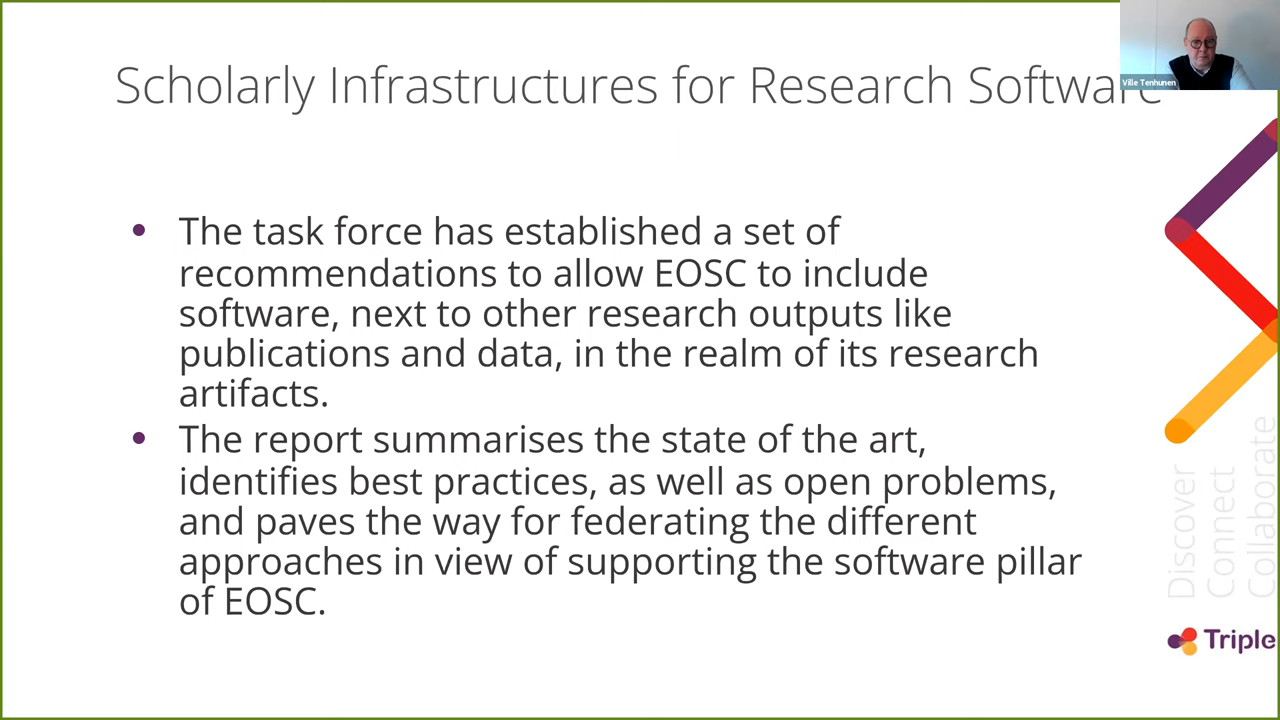 Scholarly Infrastructures for Research Software
Ville Tenhunen
• The task force has established a set of
recommendations to allow EOSC to include
software, next to other research outputs like
publications and data, in the realm of its research
artifacts.
• The report summarises the state of the art,
identifies best practices, as well as open problems,
and paves the way for federating the different
approaches in view of supporting the software pillar
of EOSC.
Discover
Connect
Collaborate
Triple